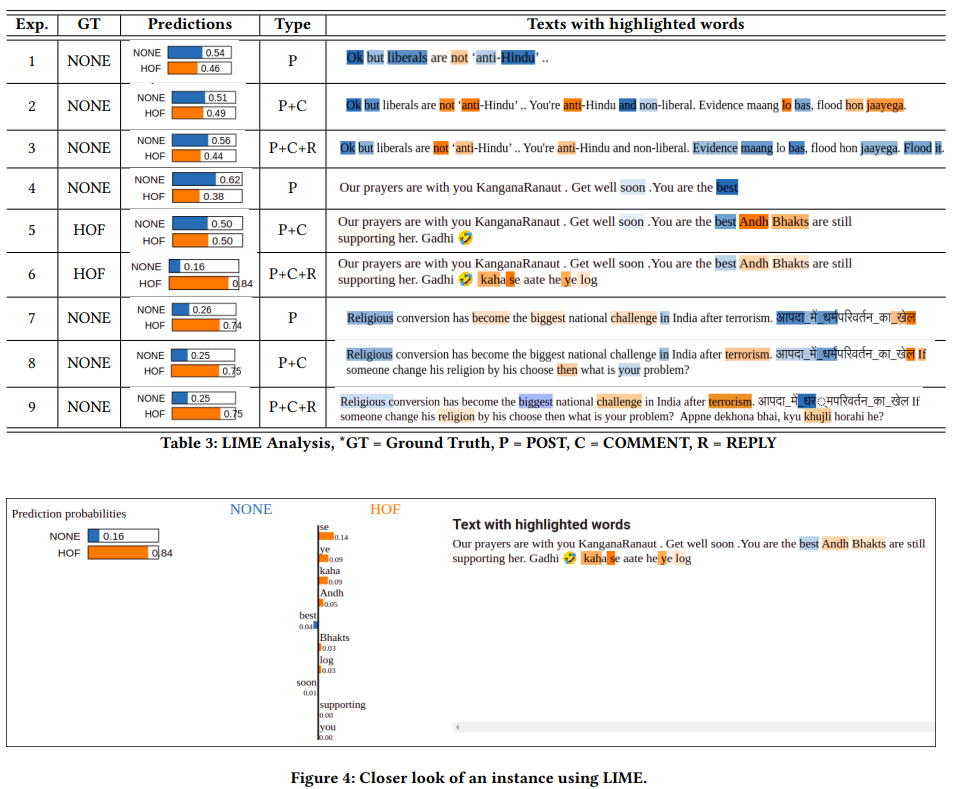 Exp. GT Predictions Type Texts with highlighted words
1 NONE NONE 0.54 HOF 0.46 P Ok but liberals are not ‘anti-Hindu’ ..
2 NONE NONE 0.51 HOF 0.49 P+C Ok but liberals are not ‘anti-Hindu’ .. You're anti-Hindu and non-liberal. Evidence maang lo bas, flood hon jaayega.
3 NONE NONE 0.56 HOF 0.44 P+C+R Ok but liberals are not ‘anti-Hindu’ .. You're anti-Hindu and non-liberal. Evidence maang lo bas, flood hon jaayega. Flood it.
4 NONE NONE 0.62 HOF 0.38 P Our prayers are with you KanganaRanaut . Get well soon .You are the best
5 HOF NONE 0.50 HOF 0.50 P+C Our prayers are with you KanganaRanaut . Get well soon .You are the best Andh Bhakts are still
supporting her. Gadhi 🤣
6 HOF NONE 0.16 HOF 0.84 P+C+R Our prayers are with you KanganaRanaut . Get well soon .You are the best Andh Bhakts are still
supporting her. Gadhi 🤣 kaha se aate he ye log
7 NONE NONE 0.26 HOF 0.74 P Religious conversion has become the biggest national challenge in India after terrorism. आपदा_में_धर्मपरिवर्तन_का_खेल
8 NONE NONE 0.25 HOF 0.75 P+C Religious conversion has become the biggest national challenge in India after terrorism. आपदा_में_धर्मपरिवर्तन_का_खेल If
someone change his religion by his choose then what is your problem?
9 NONE NONE 0.25 HOF 0.75 P+C+R Religious conversion has become the biggest national challenge in India after terrorism. आपदा_में_धर्मपरिवर्तन_का_खेल If
someone change his religion by his choose then what is your problem? Appne dekhona bhai, kyu khujli horahi he?
Table 3: LIME Analysis, *GT = Ground Truth, P = POST, C = COMMENT, R = REPLY
Prediction probabilities
NONE 0.16
HOF 0.84
NONE HOF
se
0.14
ye
0.09
kaha
0.09
Andh
0.05
best
0.04
Bhakts
0.03
log
0.03
soon
0.01
supporting
0.00
you
0.00
Text with highlighted words
Our prayers are with you KanganaRanaut . Get well soon .You are the best Andh Bhakts are still
supporting her. Gadhi 🤣 kaha se aate he ye log
Figure 4: Closer look of an instance using LIME.